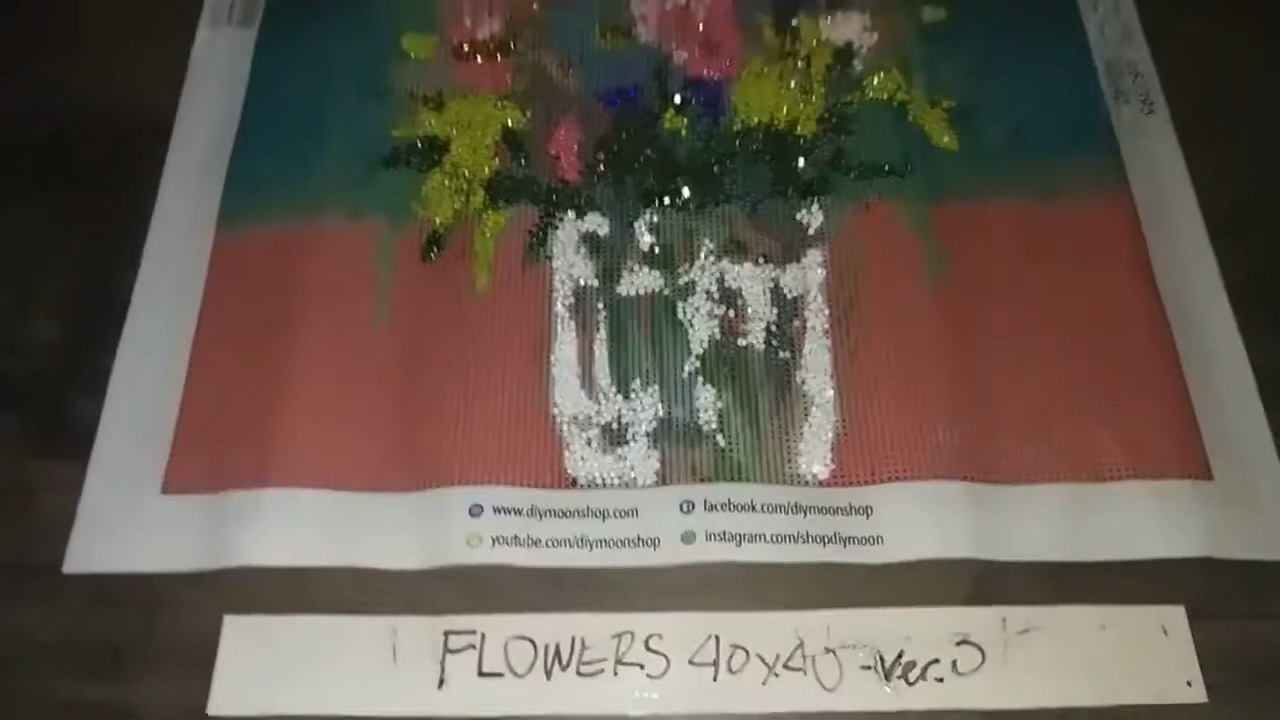 www.diymoonshop.com
facebook.com/diymoonshop
youtube.com/diymoonshop
instagram.com/shopdiymoon
FLOWERS 40x40 -Ver.3